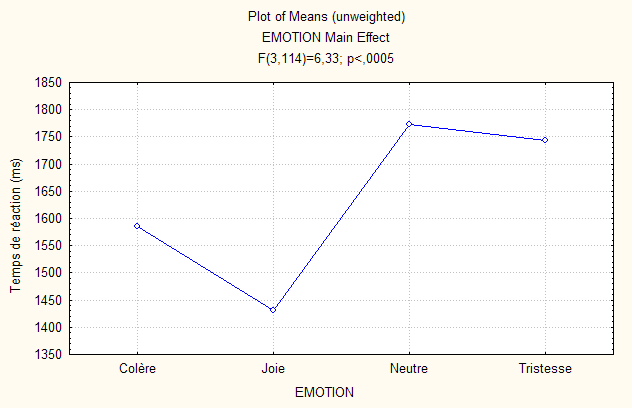 Plot of Means (unweighted)
EMOTION Main Effect
F(3,114)=6,33; p<,0005
Temps de réaction (ms)
1850
1800
1750
1700
1650
1600
1550
1500
1450
1400
1350
Colère Joie Neutre Tristesse
EMOTION